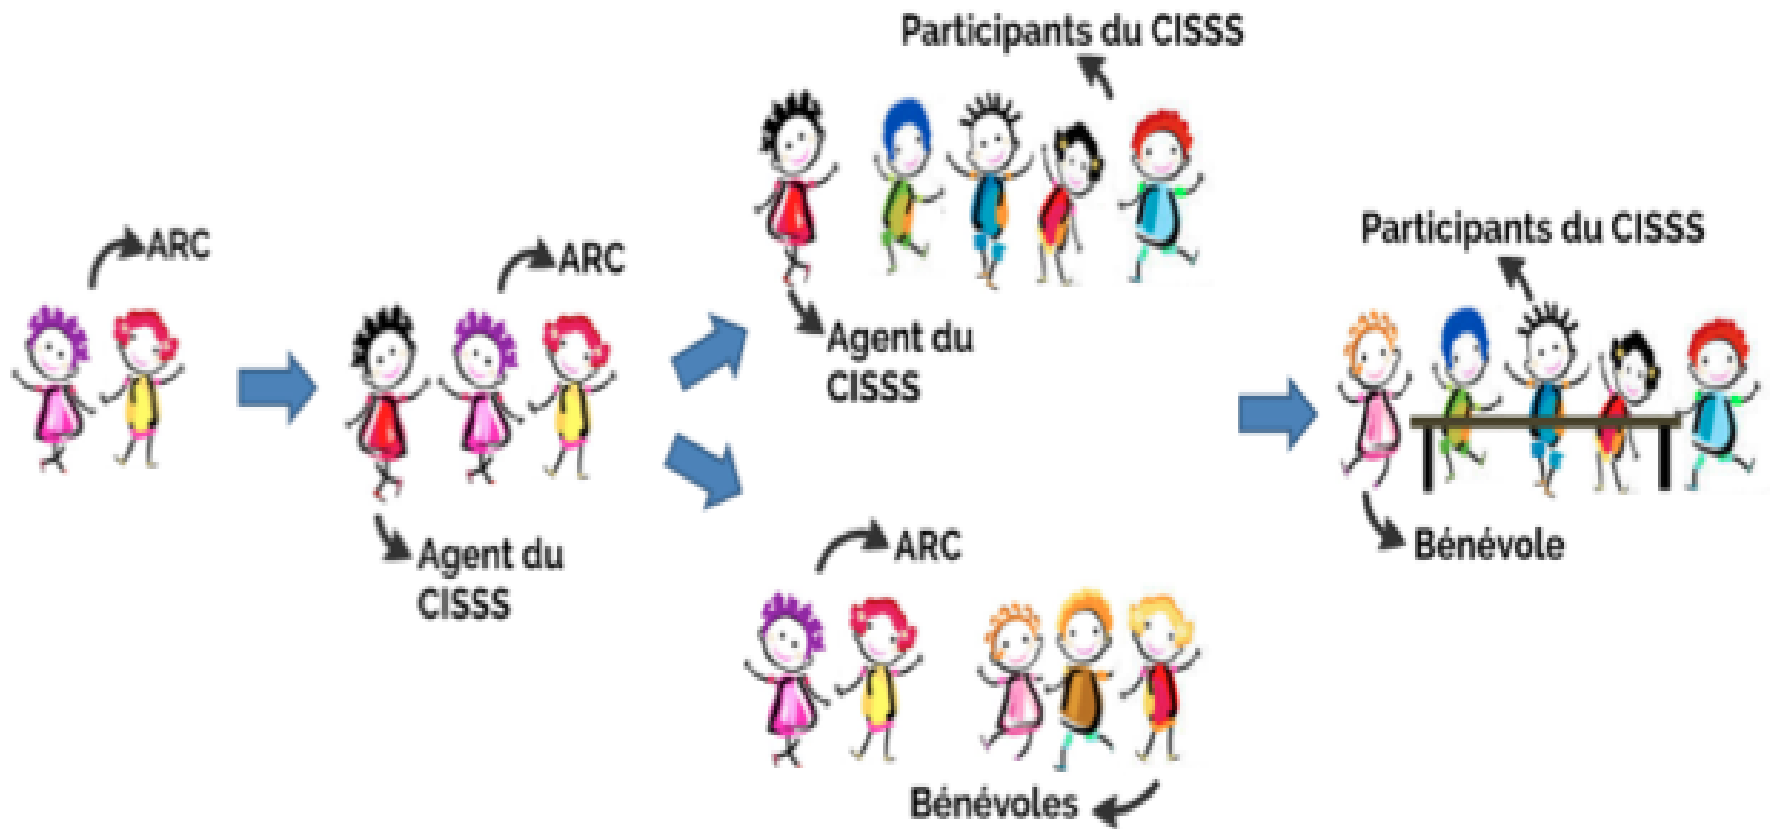 ARC
ARC
Agent du
CISSS
Participants du CISSS
Agent du
CISSS
ARC
Bénévoles
Participants du CISSS
Bénévole